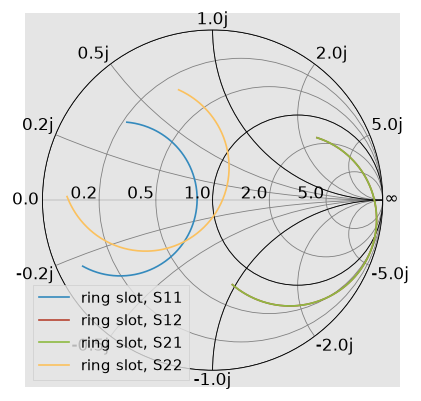 1.0j
0.5j
2.0j
0.2j
5.0j
0.0 0.2 0.5 1.0 2.0 5.0 ∞
-0.2j
-5.0j
ring slot, S11
ring slot, S12
ring slot, S21
ring slot, S22
-2.0j
-1.0j